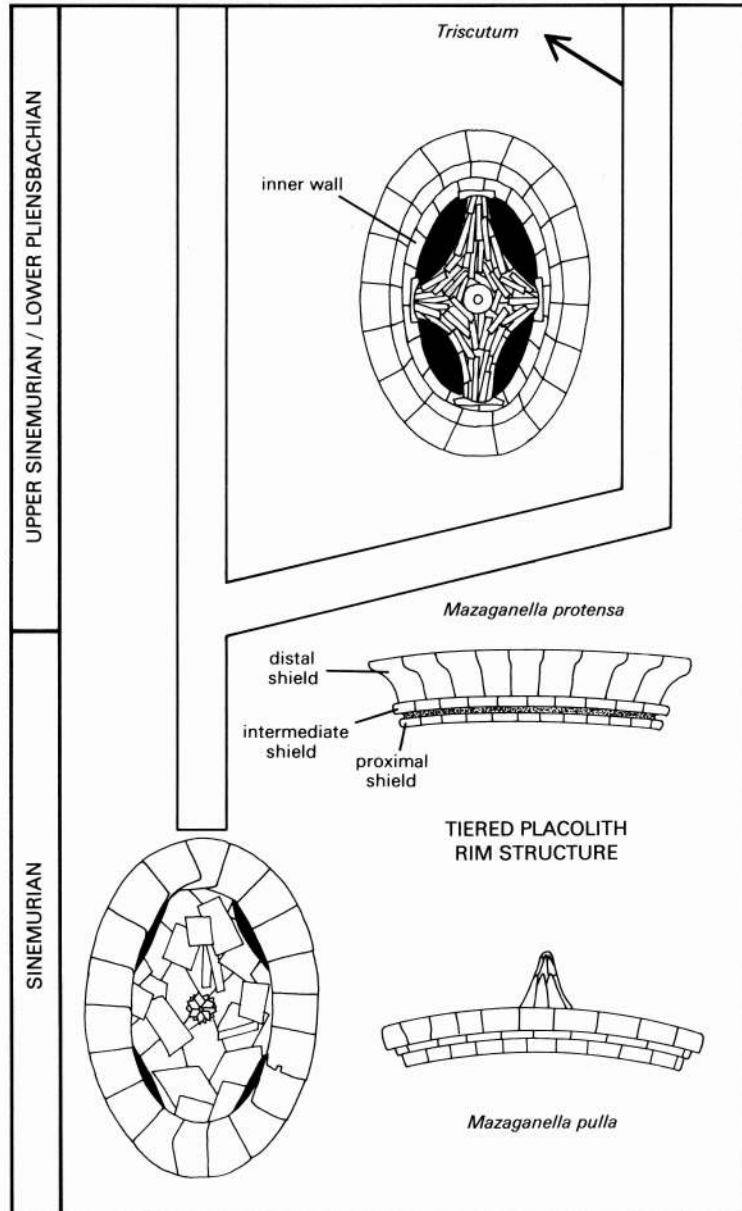 UPPER SINEMURIAN / LOWER PLIENSBACHIAN
Triscutum
inner wall
Mazaganella protensa
distal
shield
intermediate
shield
proximal
shield
TIERED PLACOLITH
RIM STRUCTURE
SINEMURIAN
Mazaganella pulla